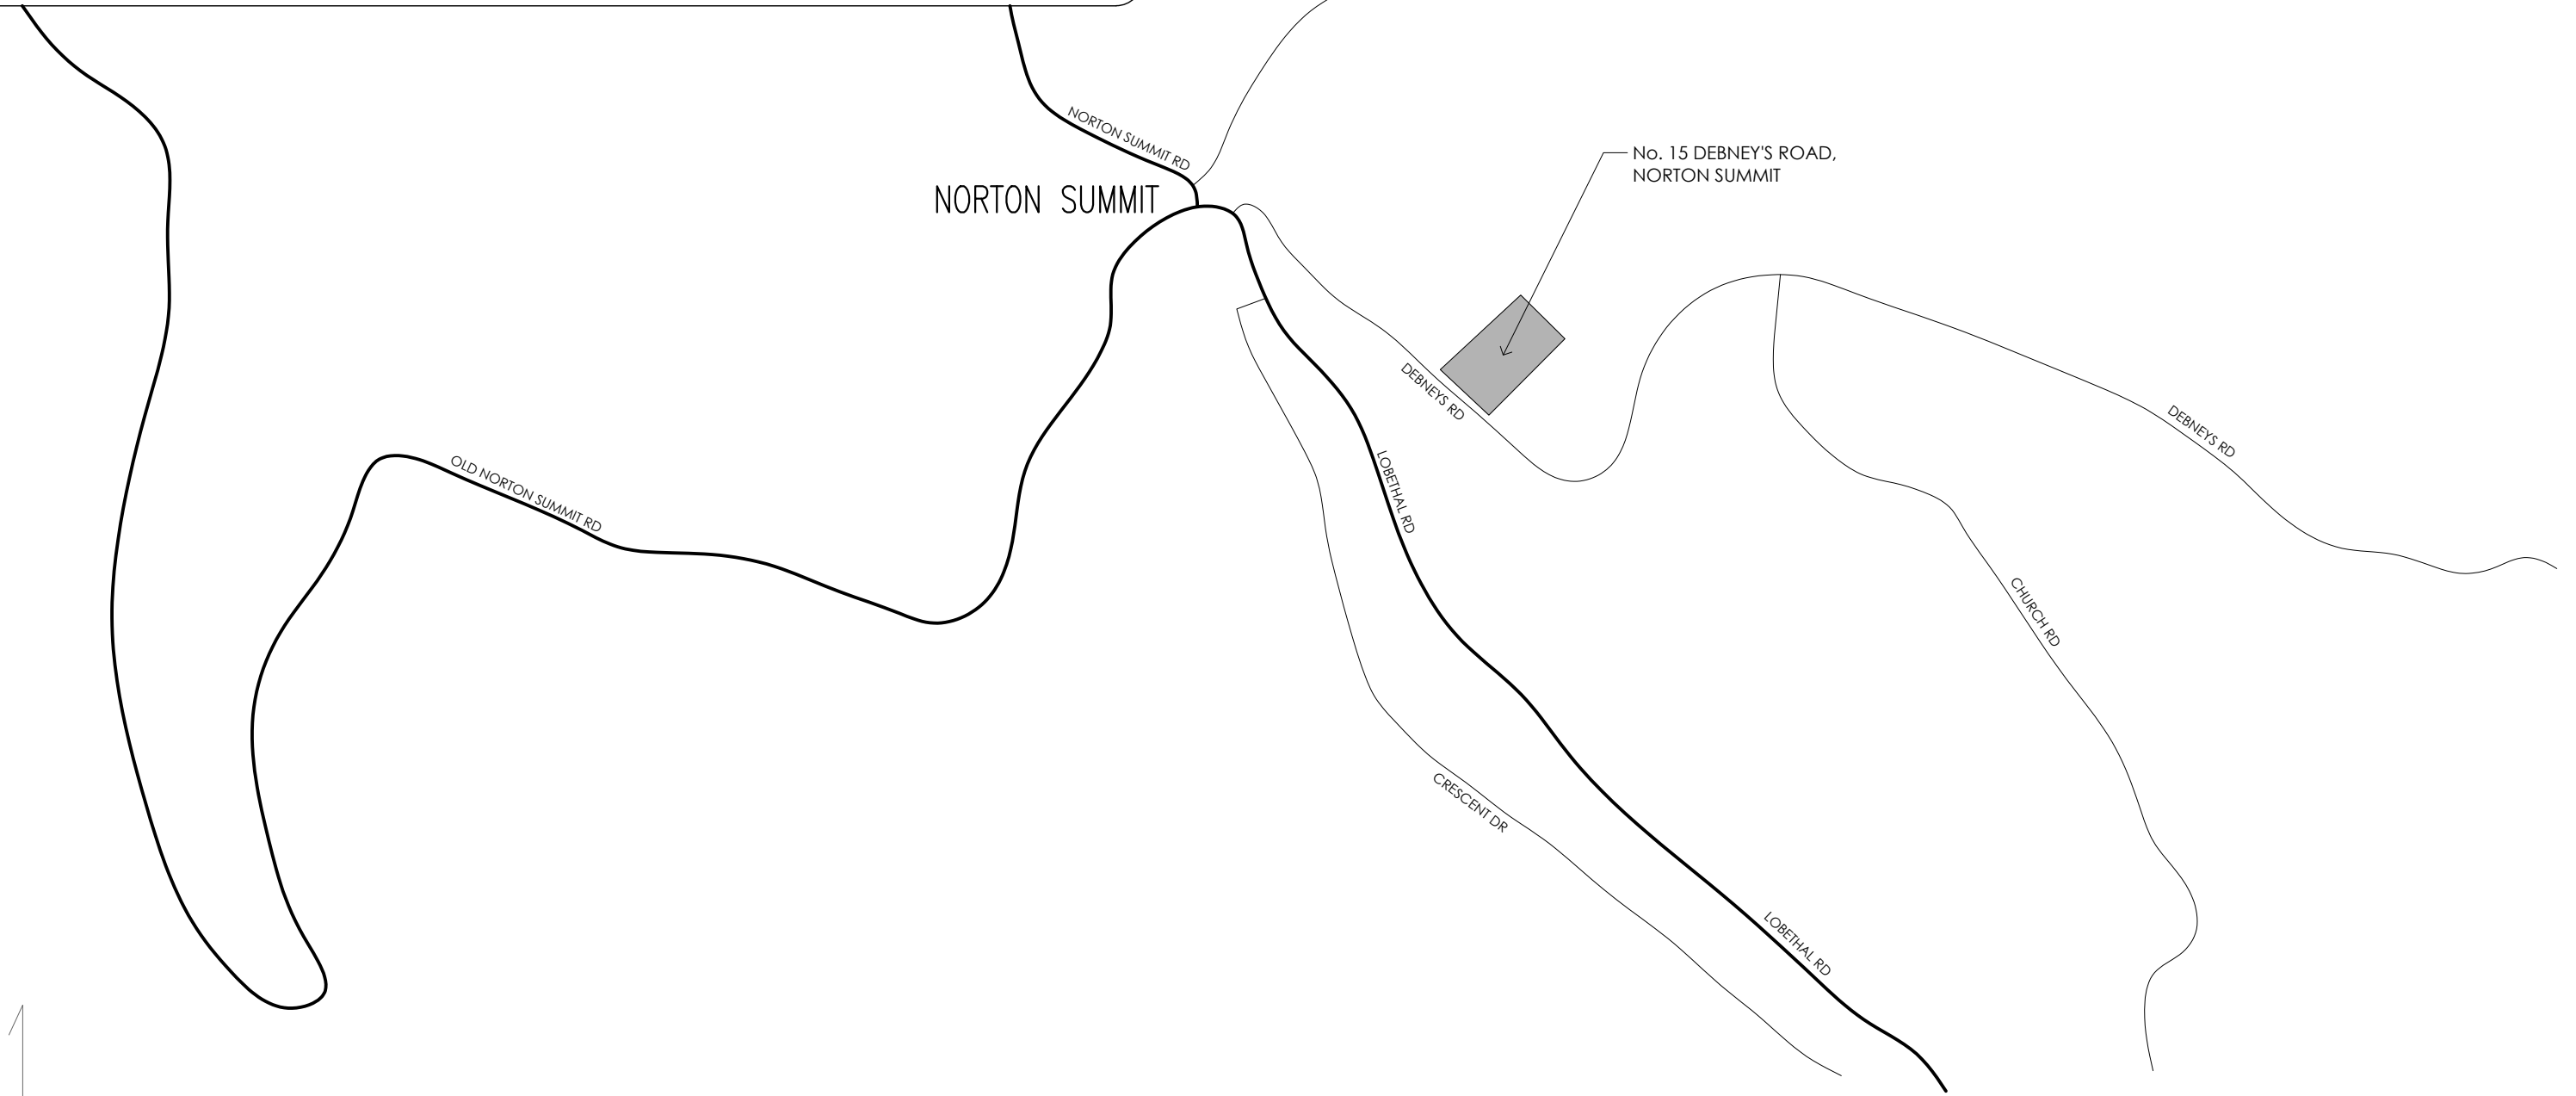 NORTON SUMMIT RD
No. 15 DEBNEY'S ROAD,
NORTON SUMMIT
NORTON SUMMIT
DEBNEYS RD
DEBNEYS RD
OLD NORTON SUMMIT RD
LOBETHAL RD
CHURCH RD
CRESCENT DR
LOBETHAL RD